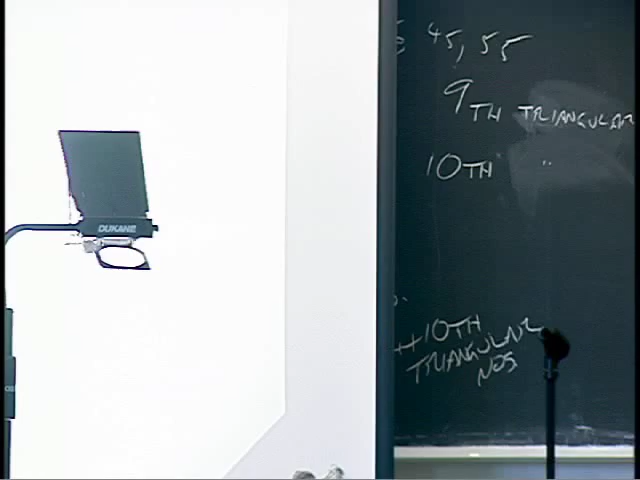 DUKANE
45, 55
9TH TRIANGULAR
10TH "
10TH
TRIANGULAR
NOS